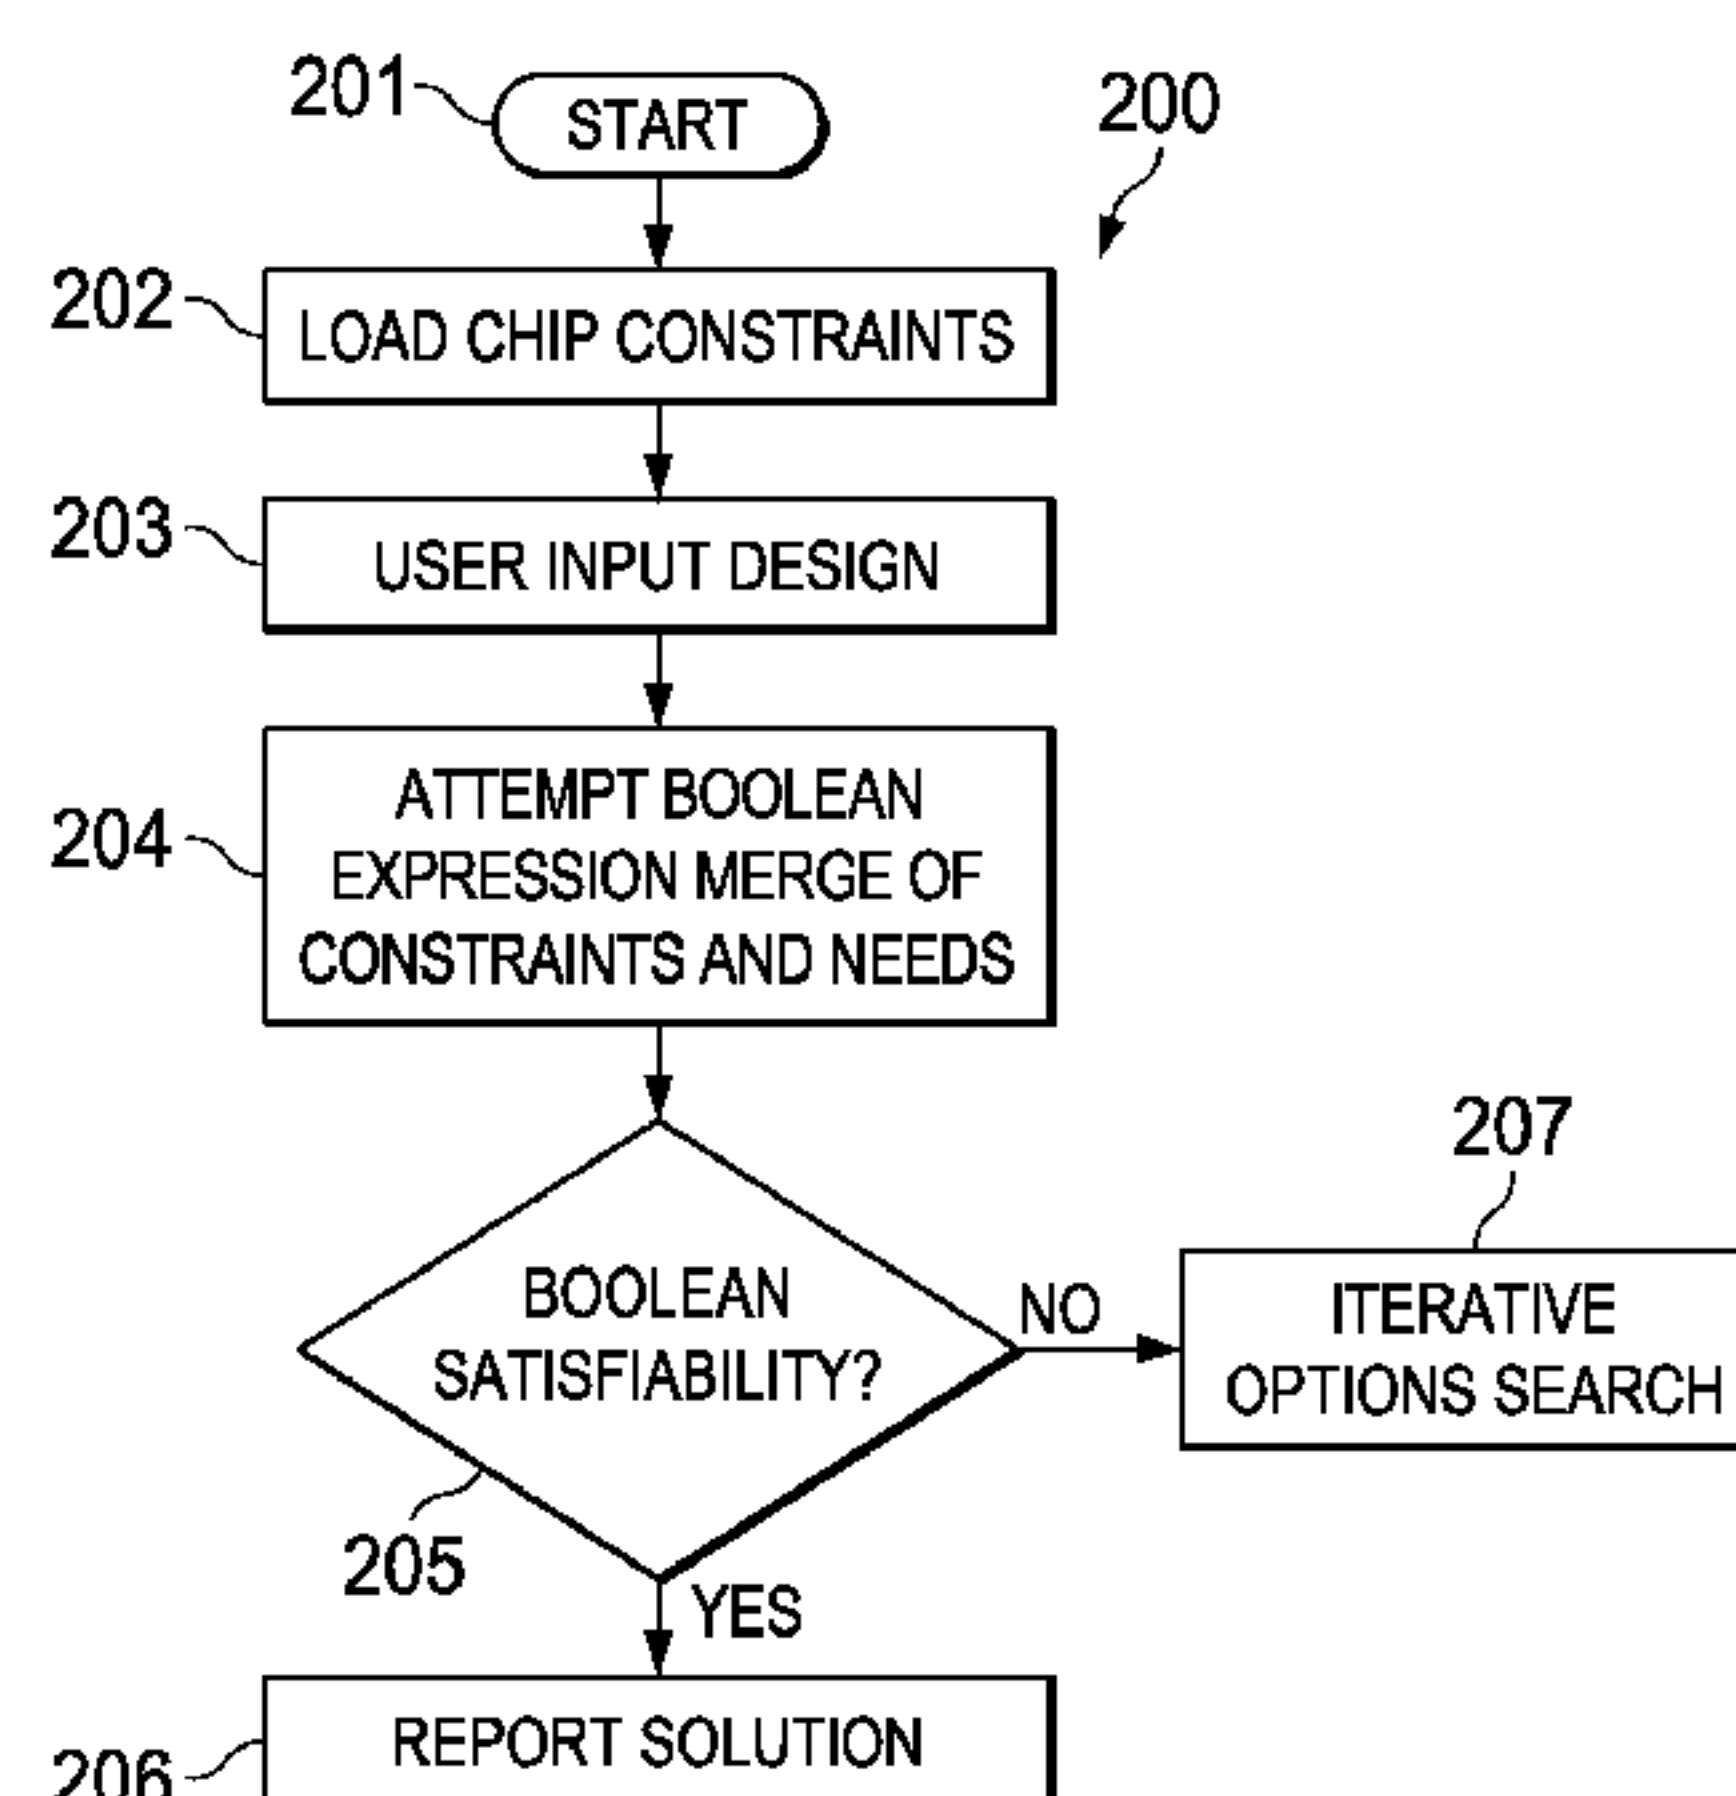 201
START
200
202
LOAD CHIP CONSTRAINTS
203
USER INPUT DESIGN
204
ATTEMPT BOOLEAN
EXPRESSION MERGE OF
CONSTRAINTS AND NEEDS
207
BOOLEAN
SATISFIABILITY?
NO
ITERATIVE
OPTIONS SEARCH
205
YES
206
REPORT SOLUTION